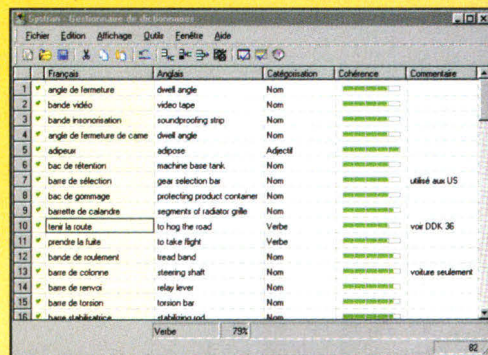 Systran - Gestionnaire de dictionnaires
Fichier Edition Affichage Outils Fenêtre Aide
Français Anglais Catégorisation Cohérence Commentaire
1 angle de fermeture dwell angle Nom
2 bande vidéo video tape Nom
3 bande insonorisation soundproofing strip Nom
4 angle de fermeture de came dwell angle Nom
5 adipeux adipose Adjectif
6 bac de rétention machine base tank. Nom
7 barre de sélection gear selection bar Nom utilisé aux US
8 bac de gommage protecting product container Nom
9 barrette de calandre segments of radiator grille Nom
10 tenir la route to hog the road Verbe voir DDK 36
11 prendre la fuite to take flight Verbe
12 bande de roulement tread band Nom
13 barre de colonne steering shaft Nom voiture seulement
14 barre de renvoi relay lever Nom
15 barre de torsion torsion bar Nom
16 barre stabilisatrice stabilizing rod Nom
Verbe 79%
82